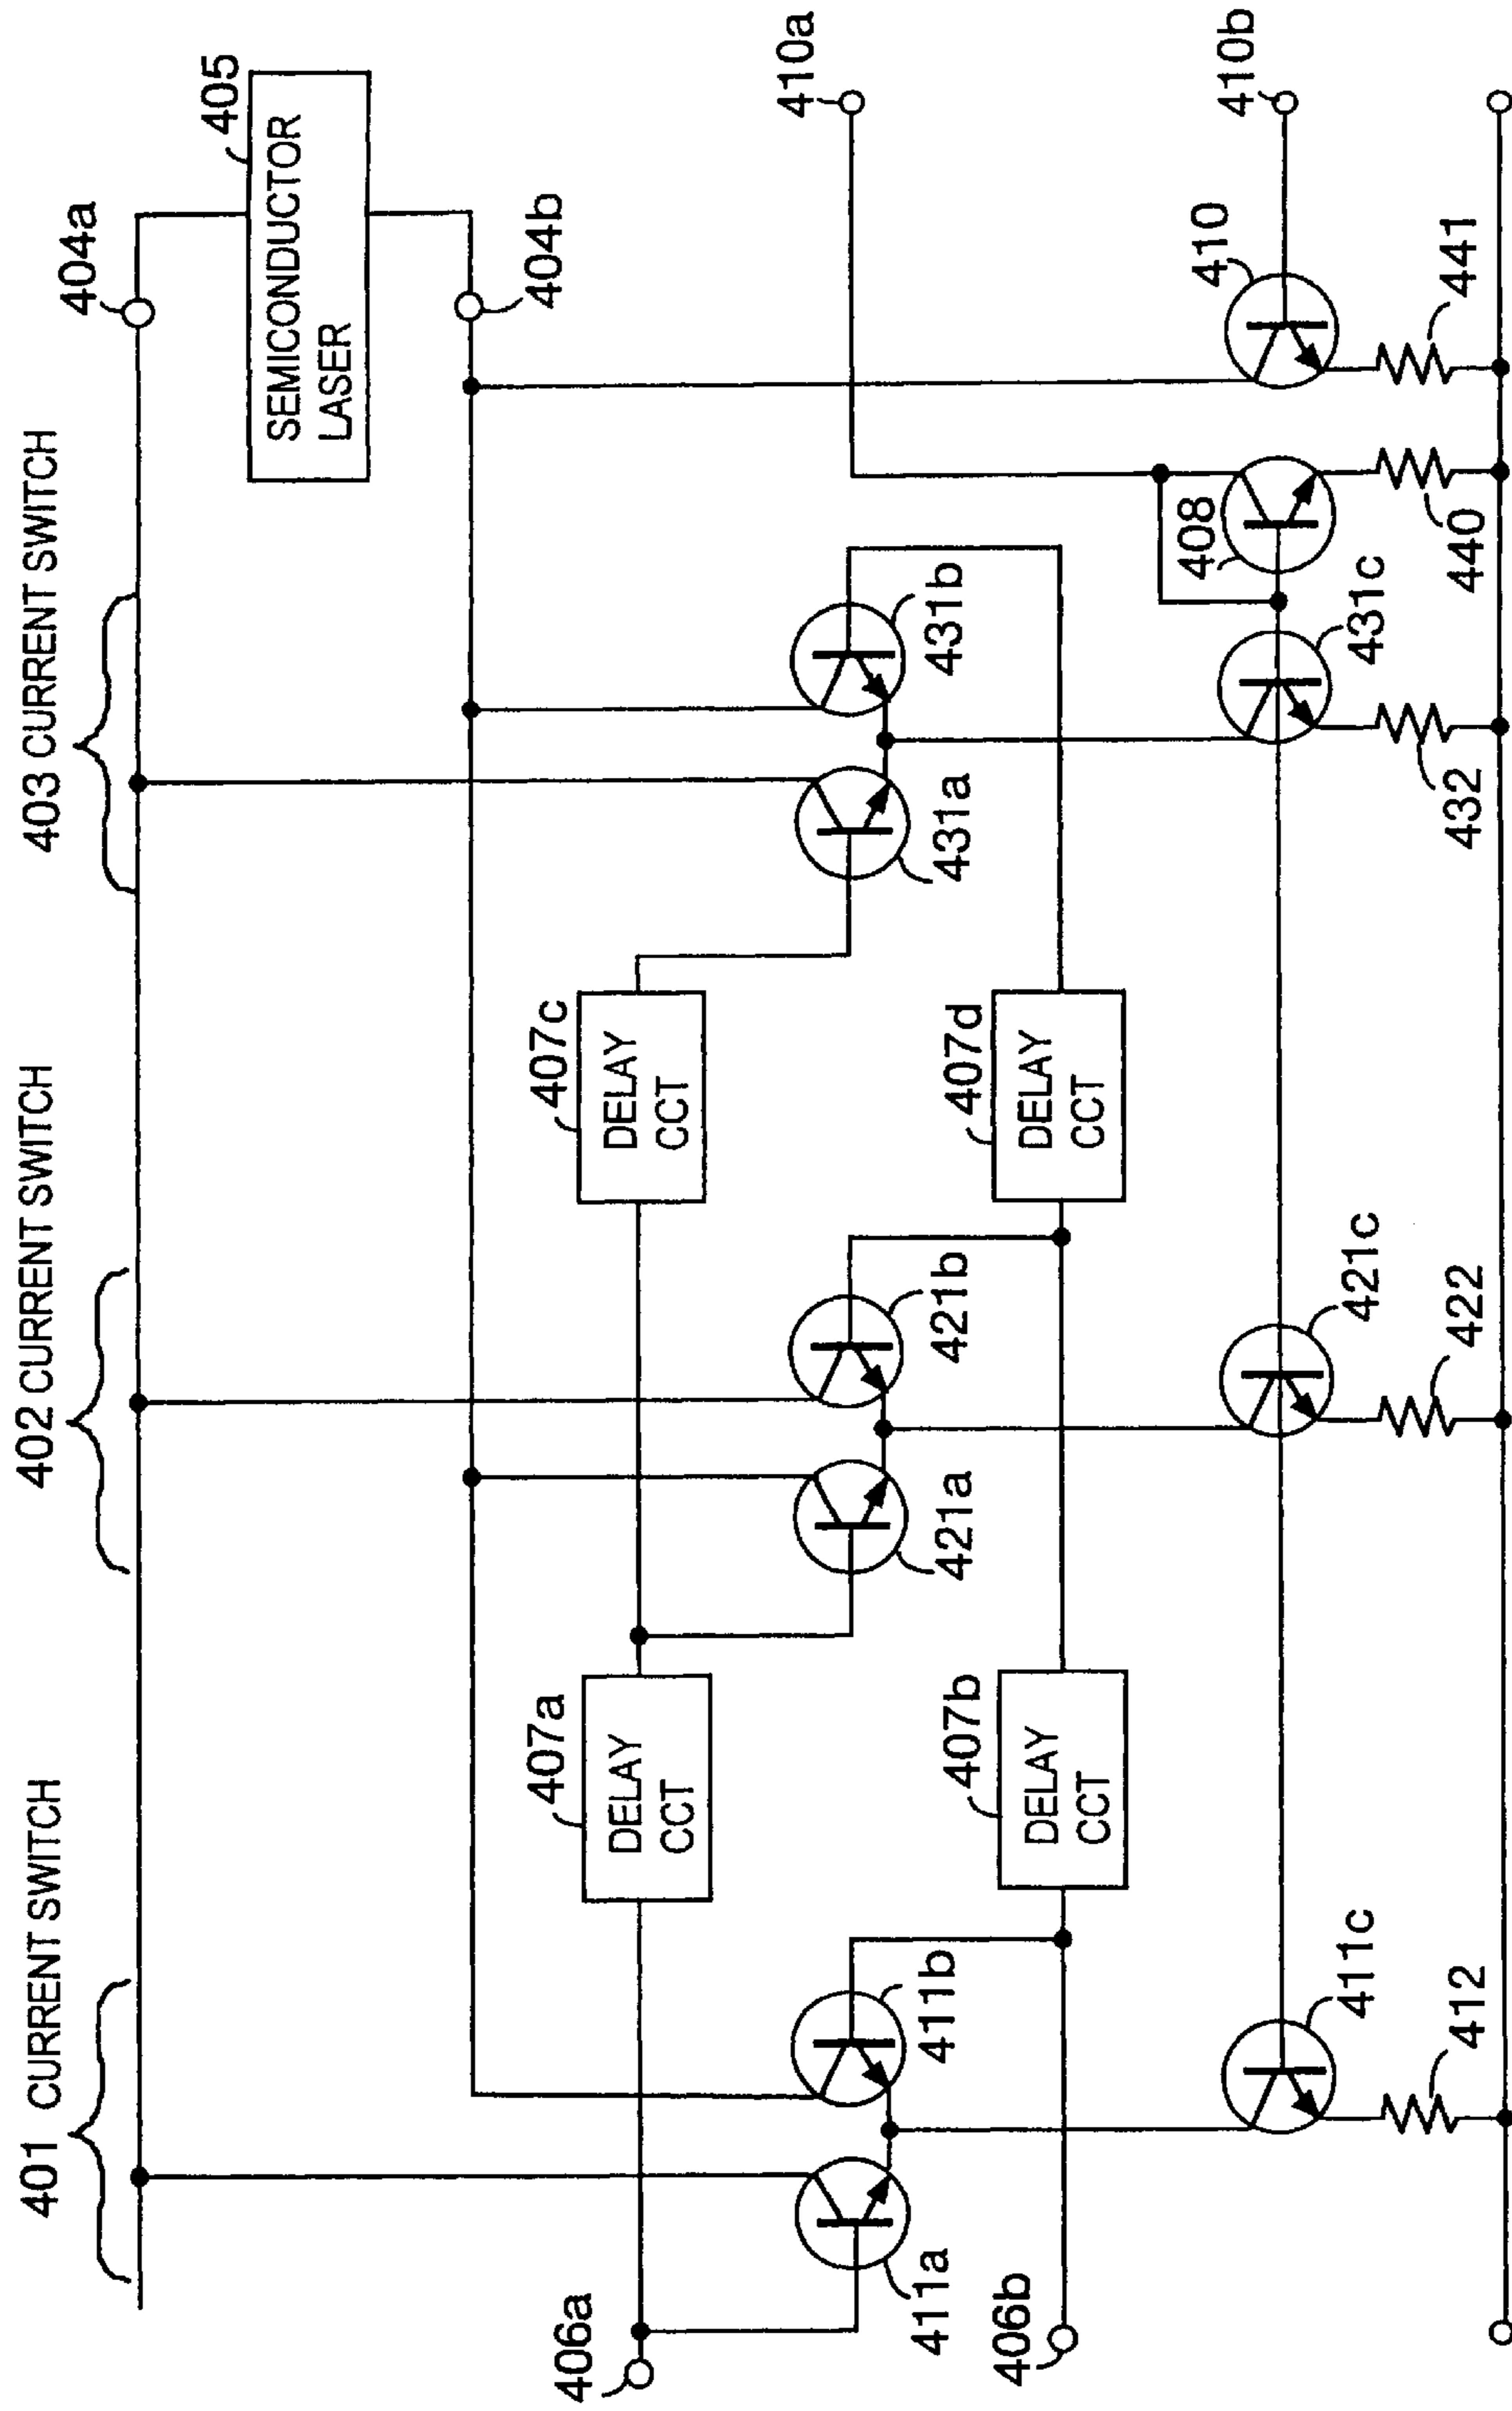 401 CURRENT SWITCH
402 CURRENT SWITCH
403 CURRENT SWITCH
404a
405
SEMICONDUCTOR
LASER
404b
406a
407a
DELAY
CCT
407c
DELAY
CCT
410a
411a
411b
421a
421b
431a
431b
406b
407b
DELAY
CCT
407d
DELAY
CCT
408
410
410b
411c
421c
431c
412
422
432
440
441